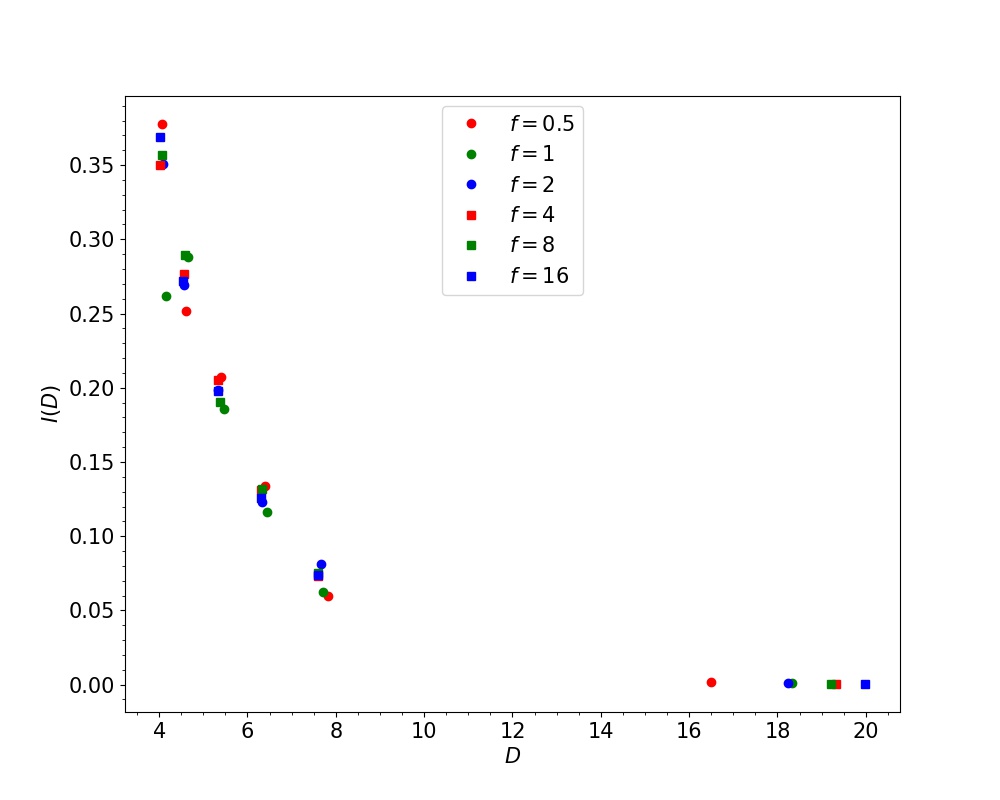 f = 0.5
f = 1
f = 2
f = 4
f = 8
f = 16
0.35
0.30
0.25
0.20
0.15
0.10
0.05
0.00
I(D)
4 6 8 10 12 14 16 18 20
D